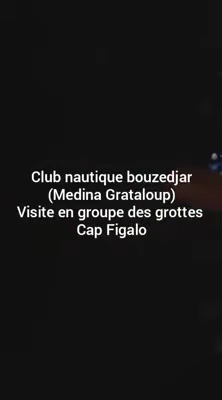 Club nautique bouzedjar
(Medina Grataloup)
Visite en groupe des grottes
Cap Figalo